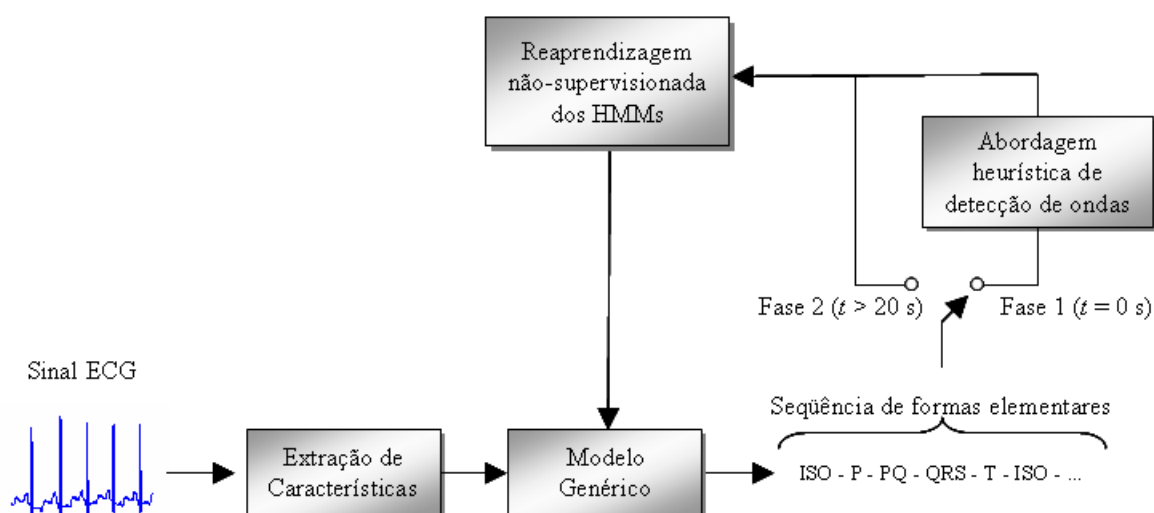 Reaprendizagem
não-supervisionada
dos HMMs
Abordagem
heurística de
detecção de ondas
Fase 2 (t > 20 s)
Fase 1 (t = 0 s)
Sinal ECG
Seqüência de formas elementares
Extração de
Características
Modelo
Genérico
ISO - P - PQ - QRS - T - ISO - ...